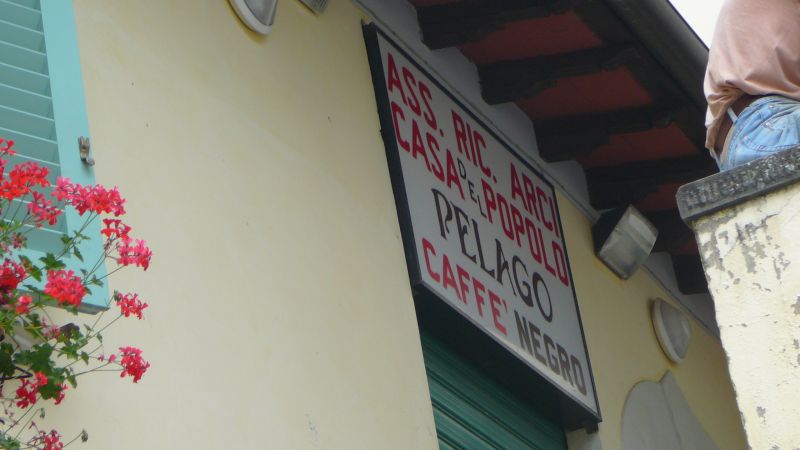 ASS. RIC. ARCI
CASA DEL POPOLO
PELAGO
CAFFE' NEGRO